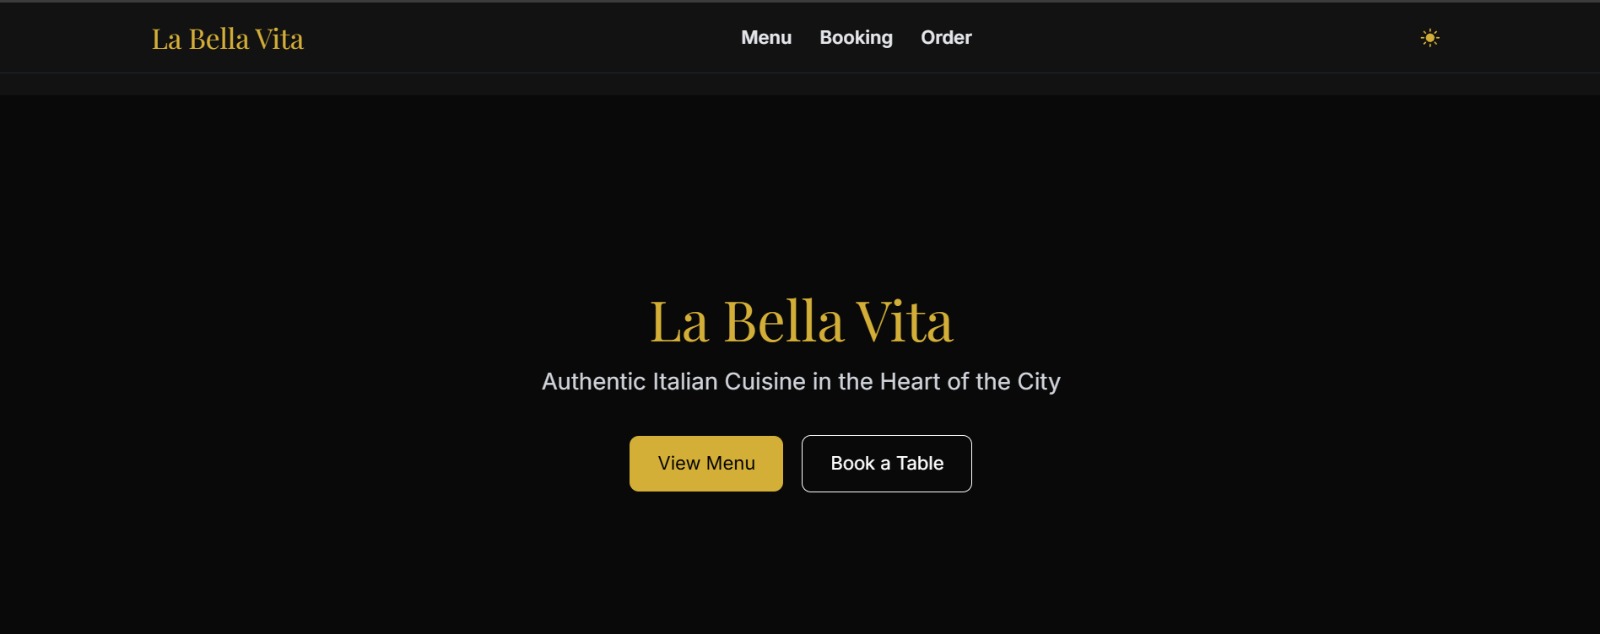 La Bella Vita
Menu Booking Order
La Bella Vita
Authentic Italian Cuisine in the Heart of the City
View Menu
Book a Table